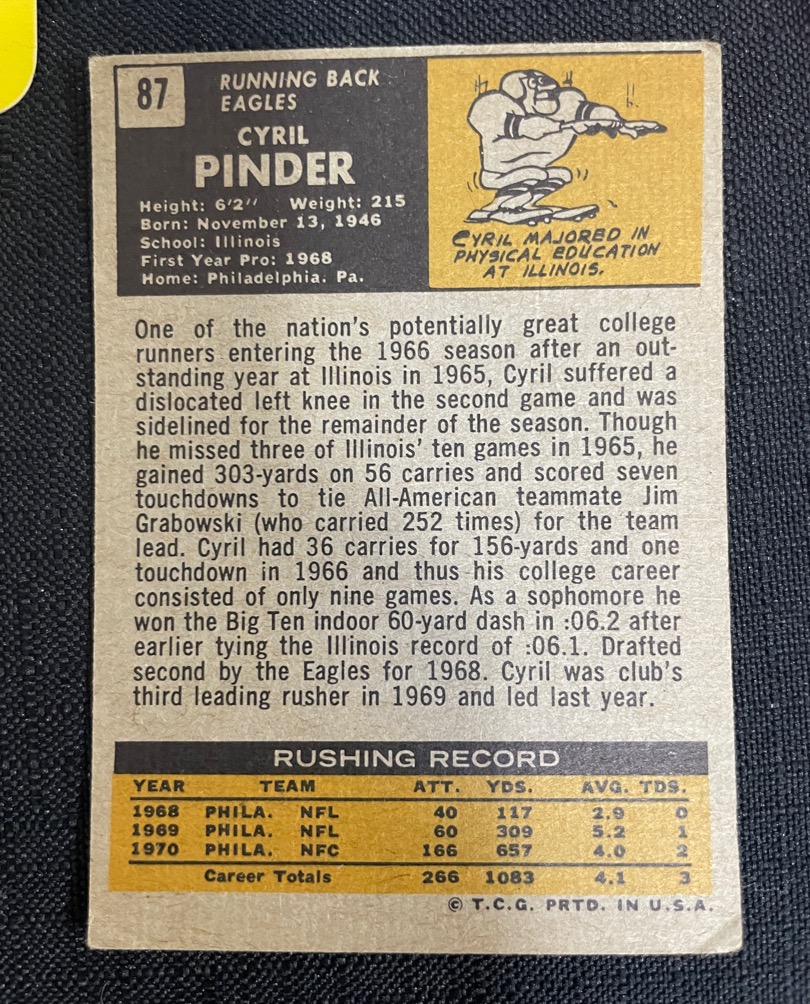 87
RUNNING BACK
EAGLES
CYRIL
PINDER
Height: 6'2" Weight: 215
Born: November 13, 1946
School: Illinois
First Year Pro: 1968
Home: Philadelphia. Pa.
CYRIL MAJORED IN
PHYSICAL EDUCATION
AT ILLINOIS.
One of the nation's potentially great college
runners entering the 1966 season after an out-
standing year at Illinois in 1965, Cyril suffered a
dislocated left knee in the second game and was
sidelined for the remainder of the season. Though
he missed three of Illinois' ten games in 1965, he
gained 303-yards on 56 carries and scored seven
touchdowns to tie All-American teammate Jim
Grabowski (who carried 252 times) for the team
lead. Cyril had 36 carries for 156-yards and one
touchdown in 1966 and thus his college career
consisted of only nine games. As a sophomore he
won the Big Ten indoor 60-yard dash in :06.2 after
earlier tying the Illinois record of :06.1. Drafted
second by the Eagles for 1968. Cyril was club's
third leading rusher in 1969 and led last year.
RUSHING RECORD
YEAR TEAM ATT. YDS. AVG. TDS.
1968 PHILA. NFL 40 117 2.9 0
1969 PHILA. NFL 60 309 5.2 1
1970 PHILA. NFC 166 657 4.0 2
Career Totals 266 1083 4.1 3
© T.C.G. PRTD. IN U.S.A.